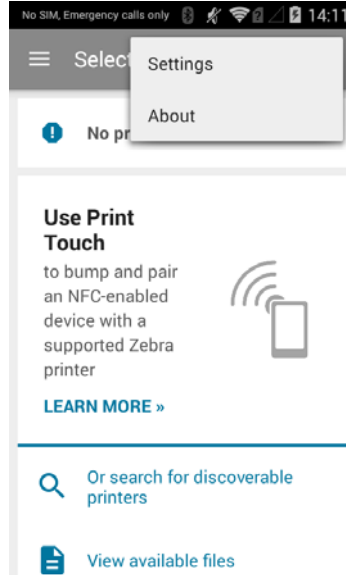 No SIM, Emergency calls only 14:11
Select
Settings
About
No pr
Use Print
Touch
to bump and pair
an NFC-enabled
device with a
supported Zebra
printer
LEARN MORE »
Or search for discoverable
printers
View available files